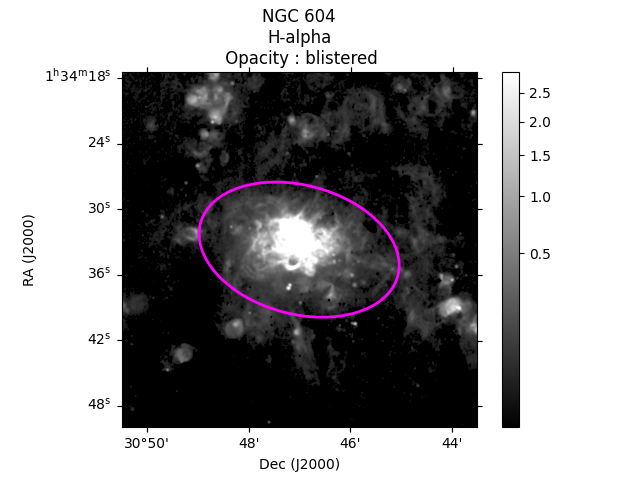 NGC 604
H-alpha
Opacity : blistered
1h34m18s
24s
30s
36s
42s
48s
RA (J2000)
30°50'
48'
46'
44'
Dec (J2000)
2.5
2.0
1.5
1.0
0.5